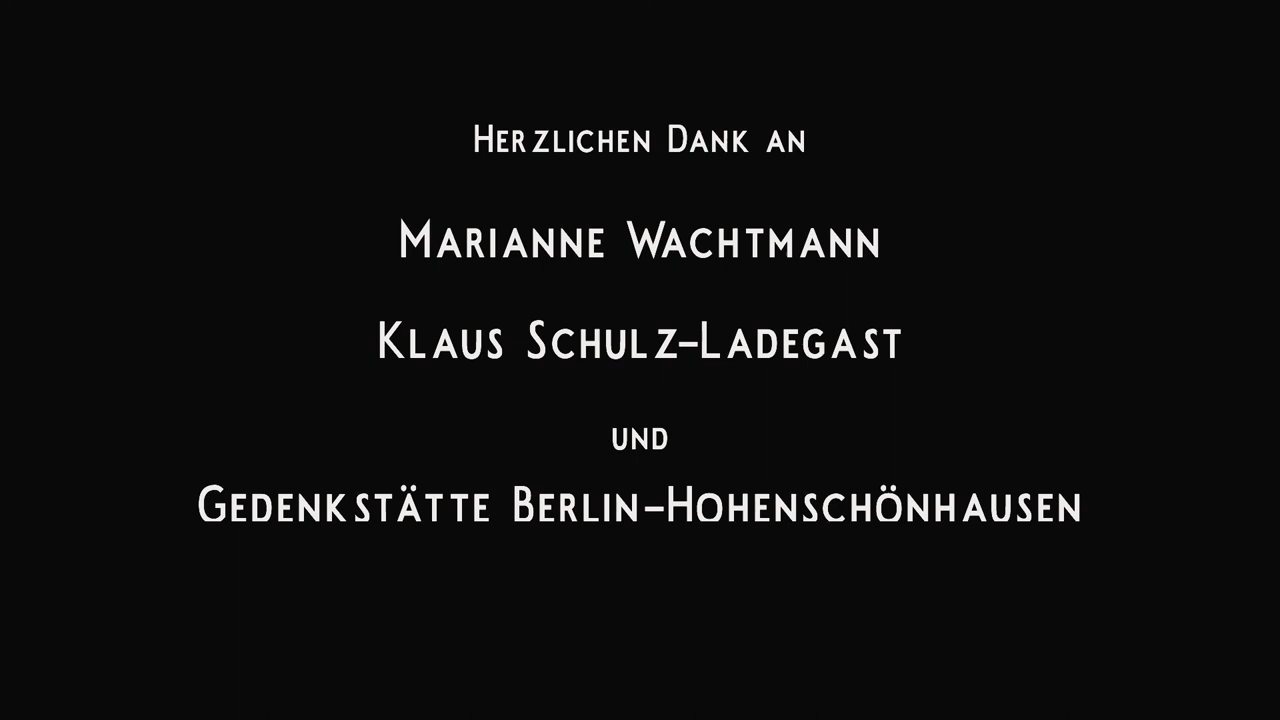 Herzlichen Dank an
Marianne Wachtmann
Klaus Schulz-Ladegast
und
Gedenkstätte Berlin-Hohenschönhausen